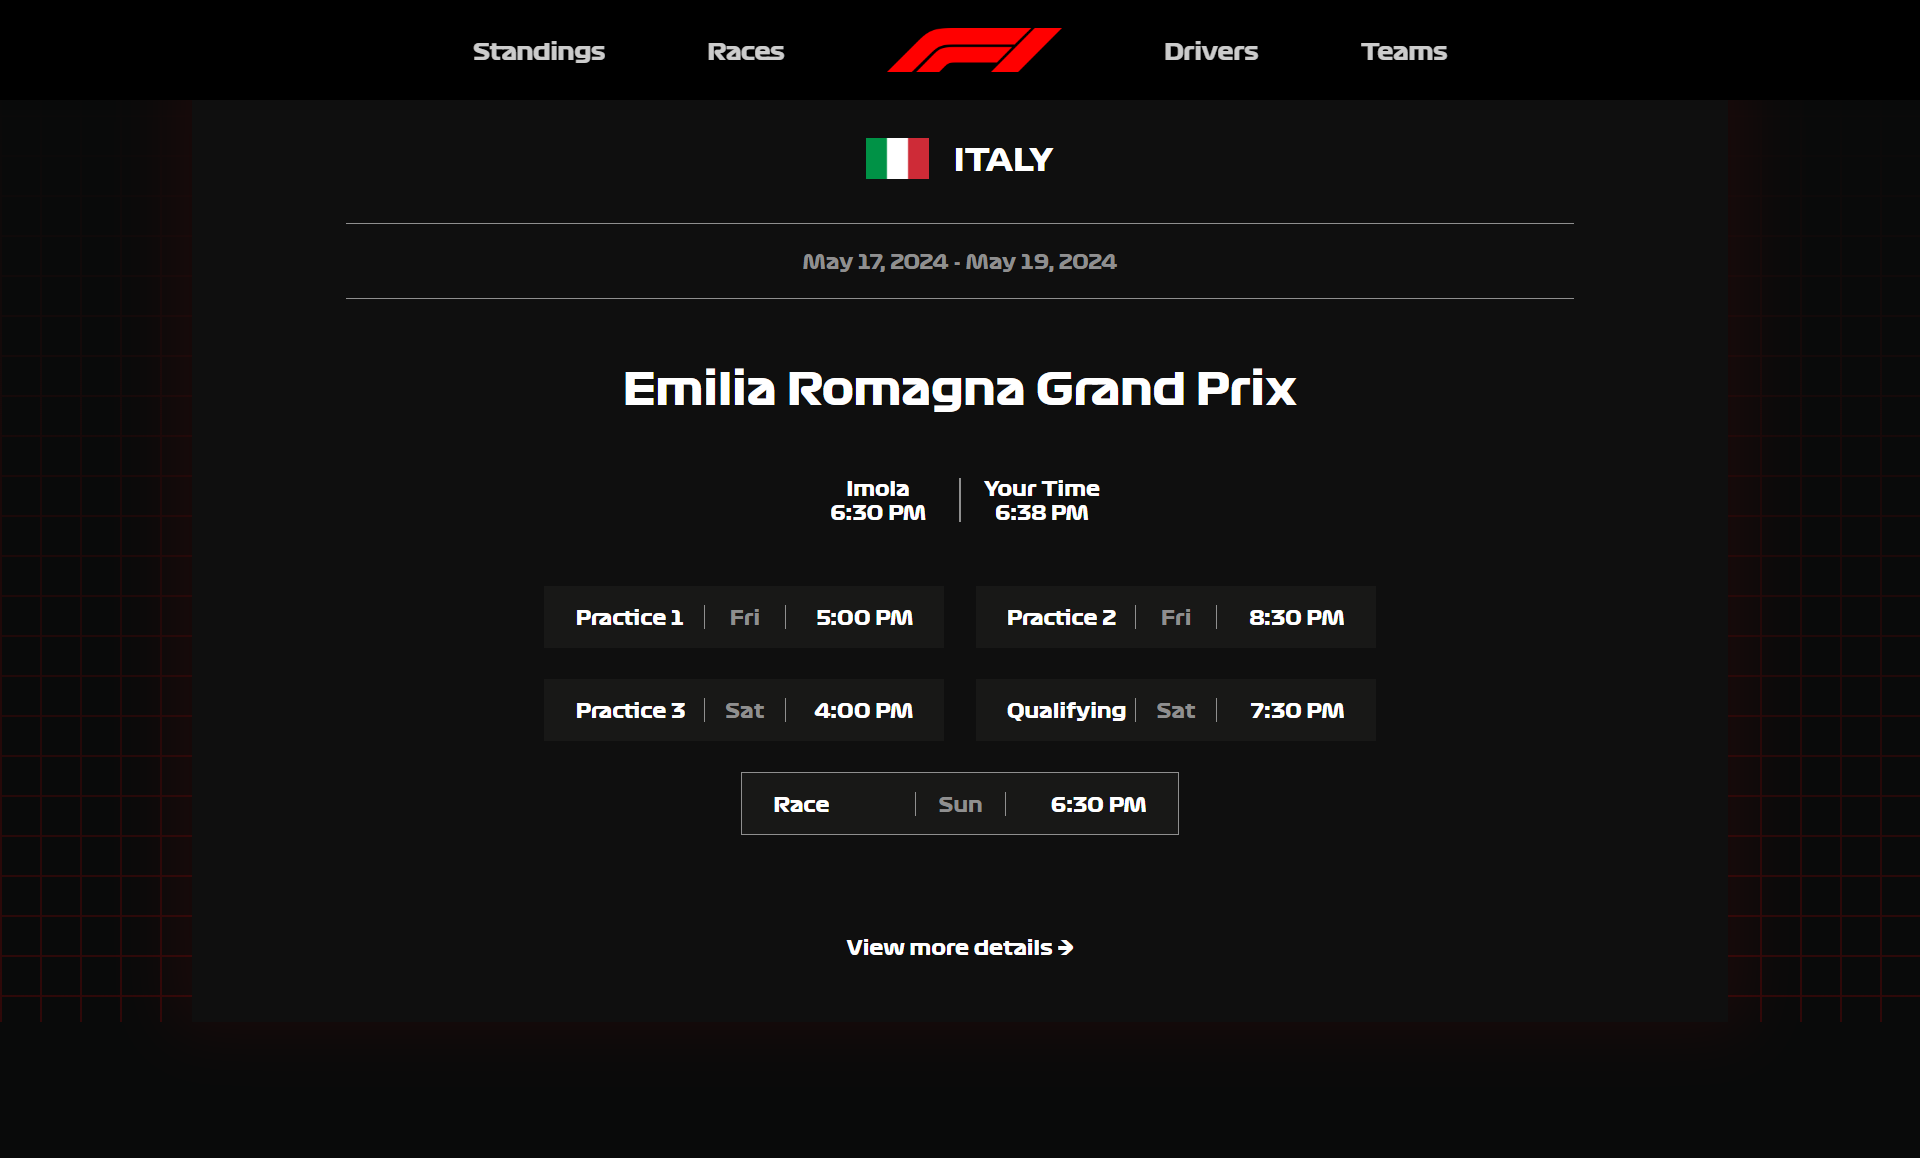 Standings Races Drivers Teams
ITALY
May 17, 2024 - May 19, 2024
Emilia Romagna Grand Prix
Imola Your Time
6:30 PM 6:38 PM
Practice 1 Fri 5:00 PM Practice 2 Fri 8:30 PM
Practice 3 Sat 4:00 PM Qualifying Sat 7:30 PM
Race Sun 6:30 PM
View more details →